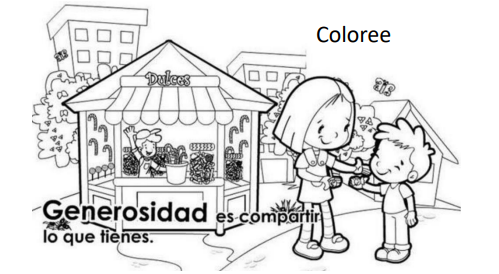 Coloree
Dulces
Generosidad es compartir
lo que tienes.